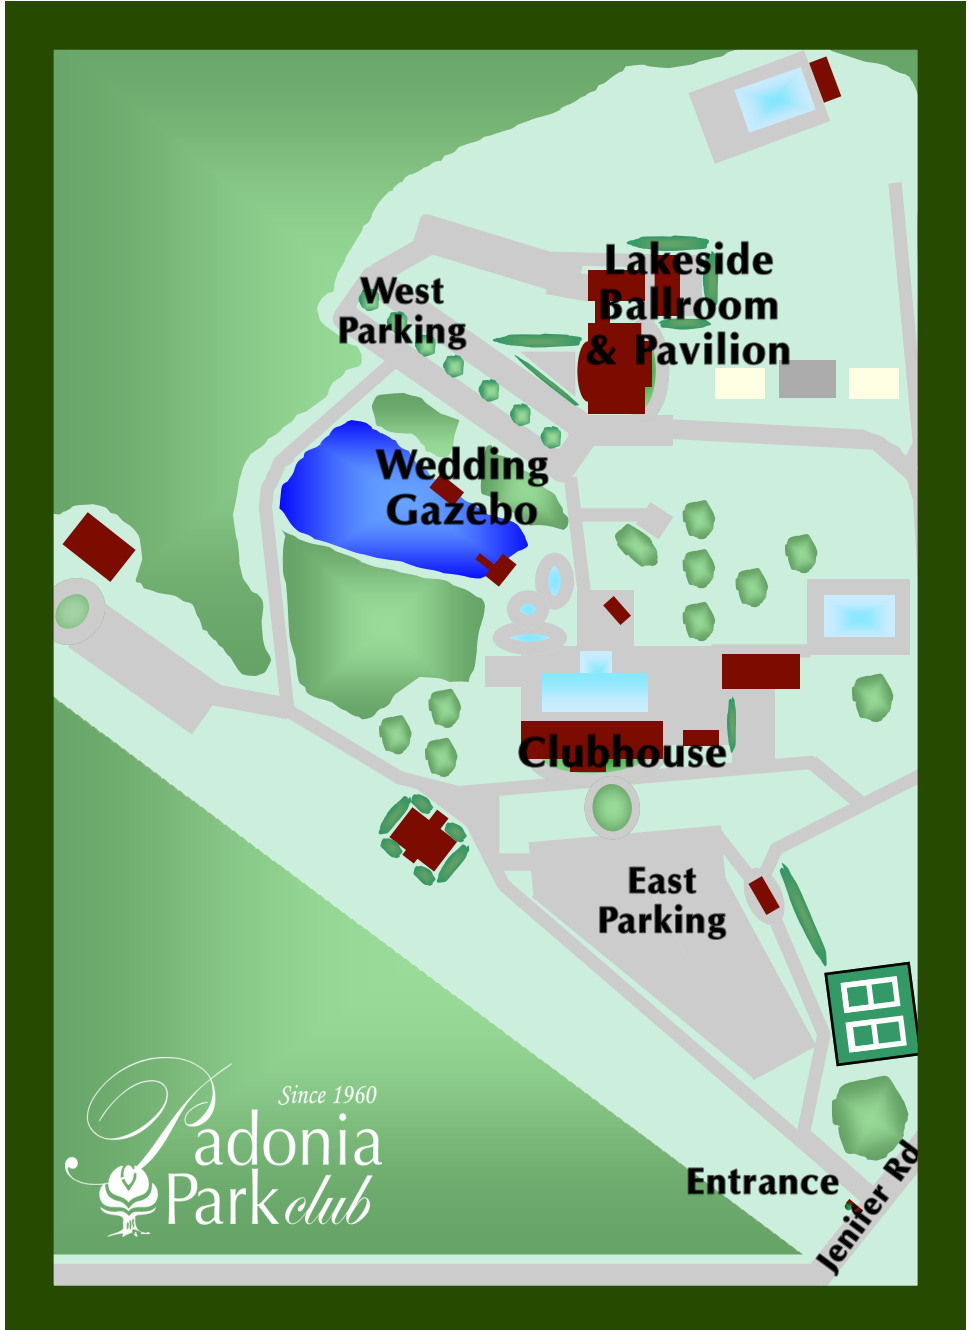 Lakeside
Ballroom
& Pavilion
West
Parking
Wedding
Gazebo
Clubhouse
East
Parking
Since 1960
Padonia
Park club
Entrance
Jenifer Rd